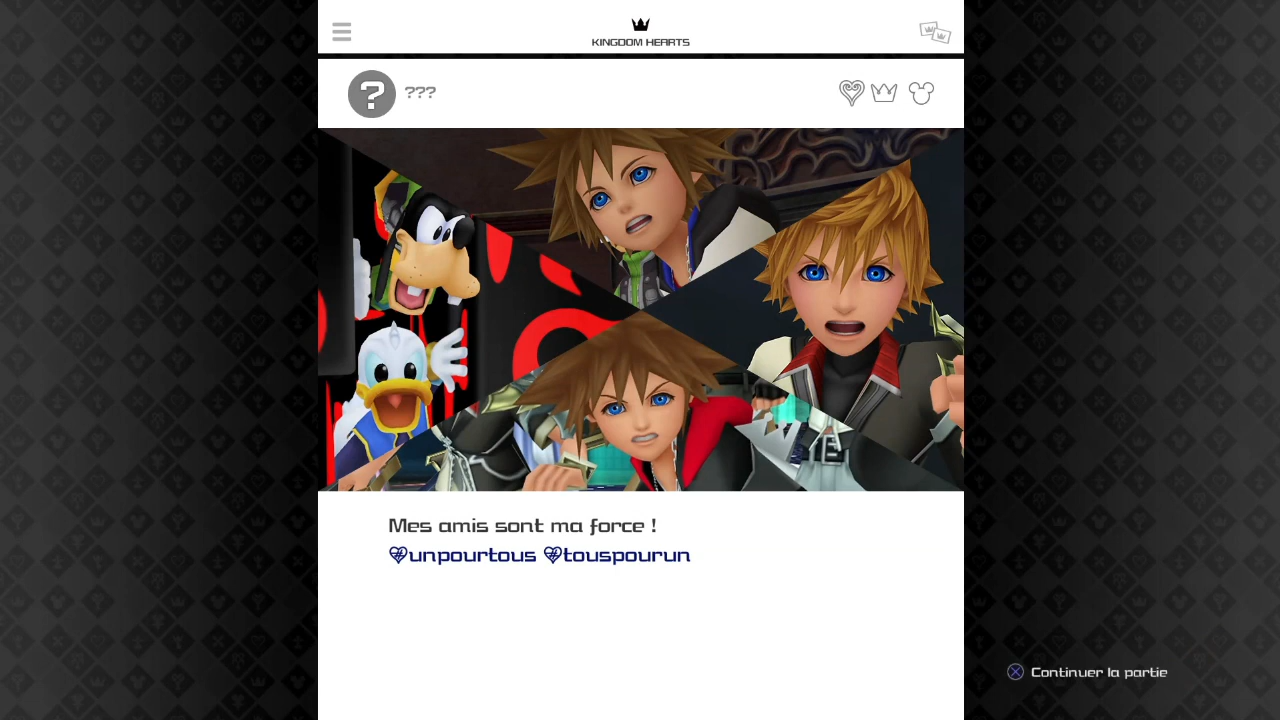 KINGDOM HEARTS
? ???
Mes amis sont ma force !
unpourtous touspourun
Continuer la partie